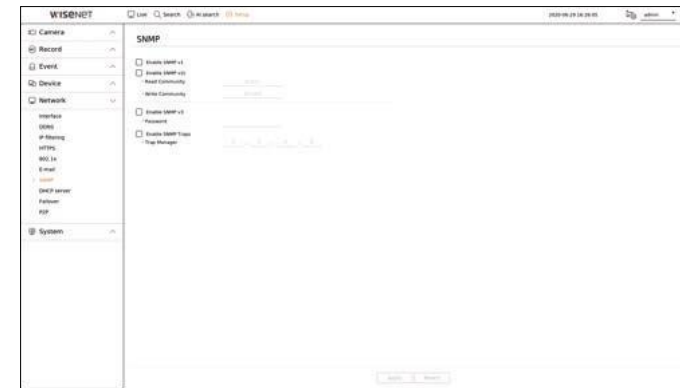 WISENET
Live Search AI search Setup
2020-06-29 16:26:05
admin
Camera
Record
Event
Device
Network
Interface
DDNS
IP filtering
HTTPS
802.1x
E-mail
SNMP
DHCP server
Failover
P2P
System
SNMP
Enable SNMP v1
Enable SNMP v2c
Read Community
Write Community
Enable SNMP v3
Password
Enable SNMP Traps
Trap Manager
Apply Revert